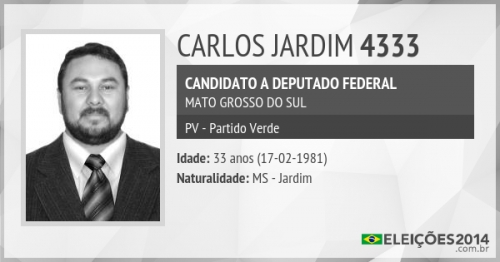 CARLOS JARDIM 4333
CANDIDATO A DEPUTADO FEDERAL
MATO GROSSO DO SUL
PV - Partido Verde
Idade: 33 anos (17-02-1981)
Naturalidade: MS - Jardim
ELEIÇÕES2014
.com.br